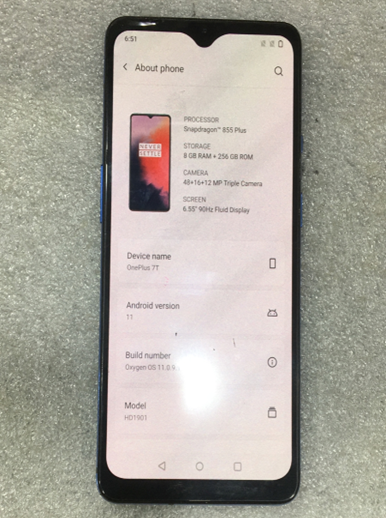 6:51
About phone
PROCESSOR
Snapdragon™ 855 Plus
STORAGE
8 GB RAM + 256 GB ROM
CAMERA
48+16+12 MP Triple Camera
SCREEN
6.55" 90Hz Fluid Display
NEVER
SETTLE
Device name
OnePlus 7T
Android version
11
Build number
Oxygen OS 11.0.9
Model
HD1901